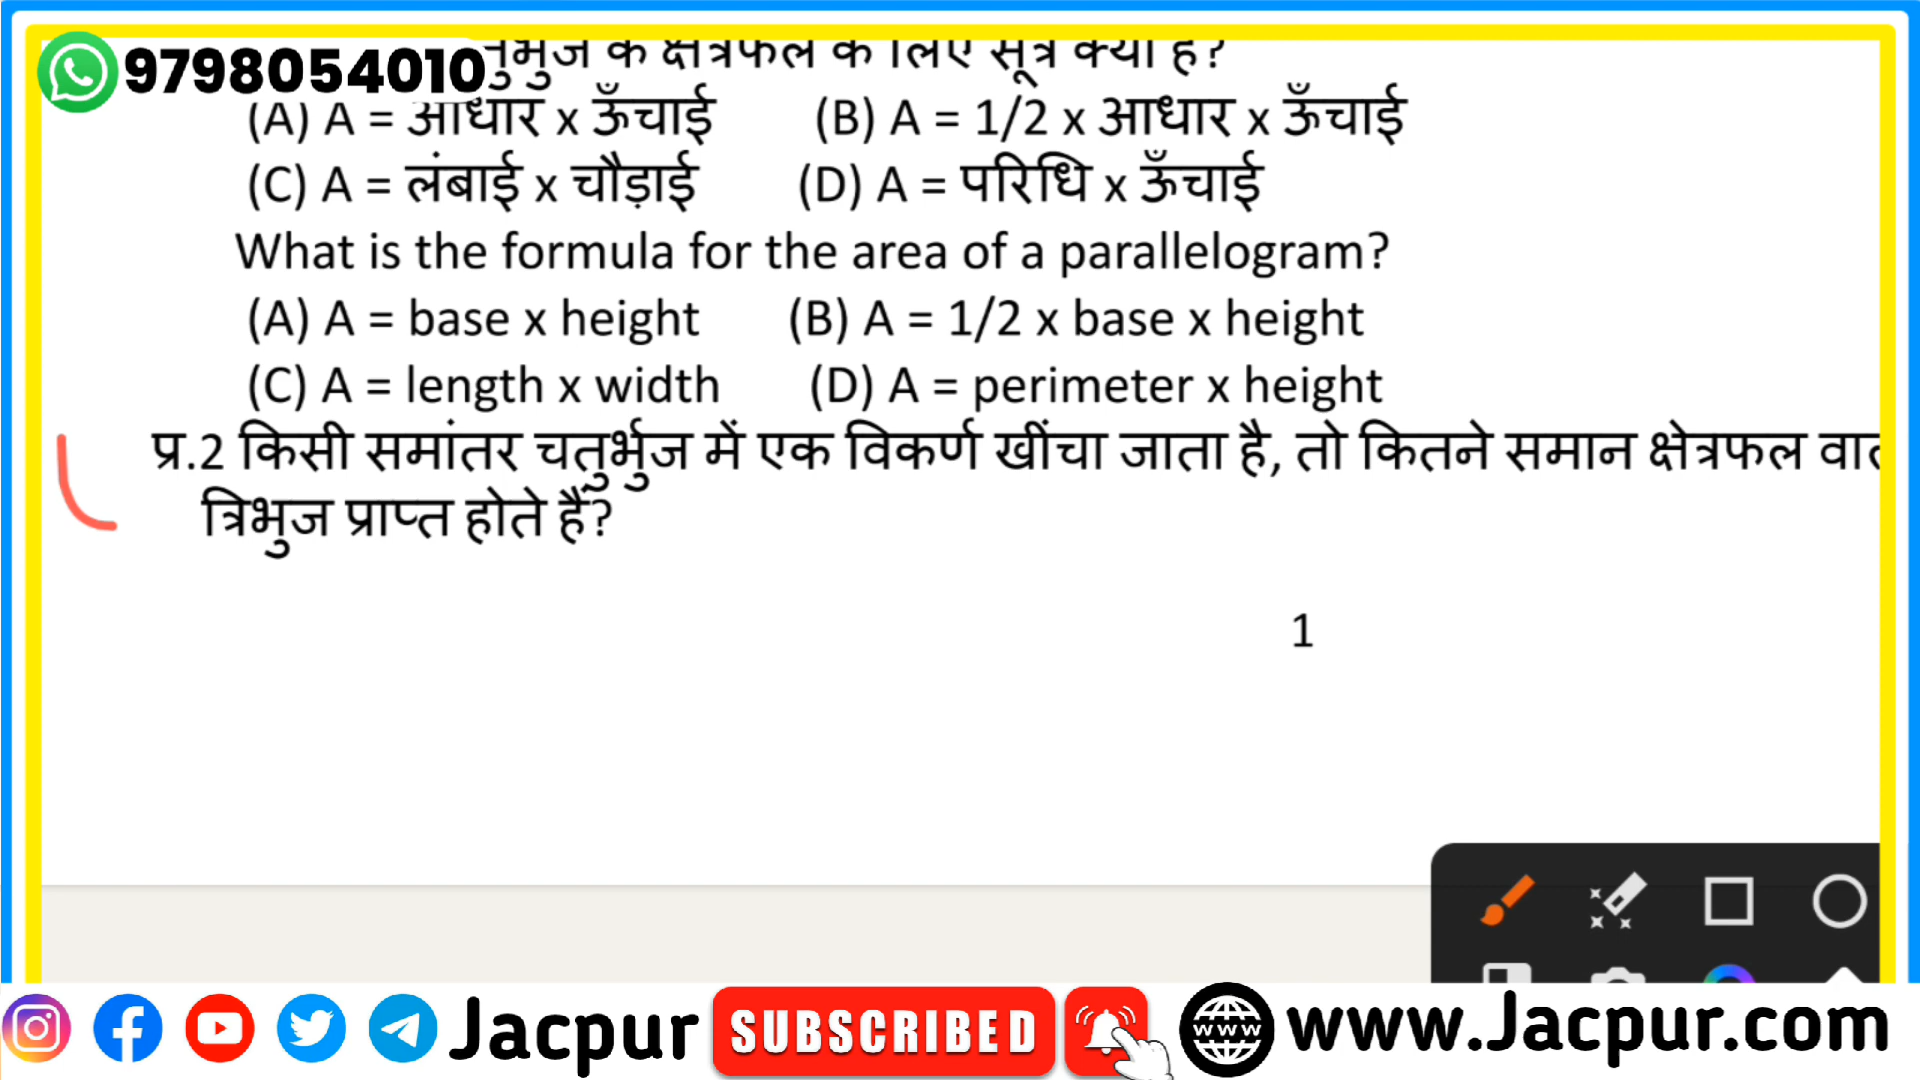 9798054010
के क्षेत्रफल के लिए सूत्र क्या है?
(A) A = आधार x ऊँचाई (B) A = 1/2 x आधार x ऊँचाई
(C) A = लंबाई x चौड़ाई (D) A = परिधि x ऊँचाई
What is the formula for the area of a parallelogram?
(A) A = base x height (B) A = 1/2 x base x height
(C) A = length x width (D) A = perimeter x height
प्र.2 किसी समांतर चतुर्भुज में एक विकर्ण खींचा जाता है, तो कितने समान क्षेत्रफल
त्रिभुज प्राप्त होते हैं?
1
Jacpur SUBSCRIBED WWW www.Jacpur.com